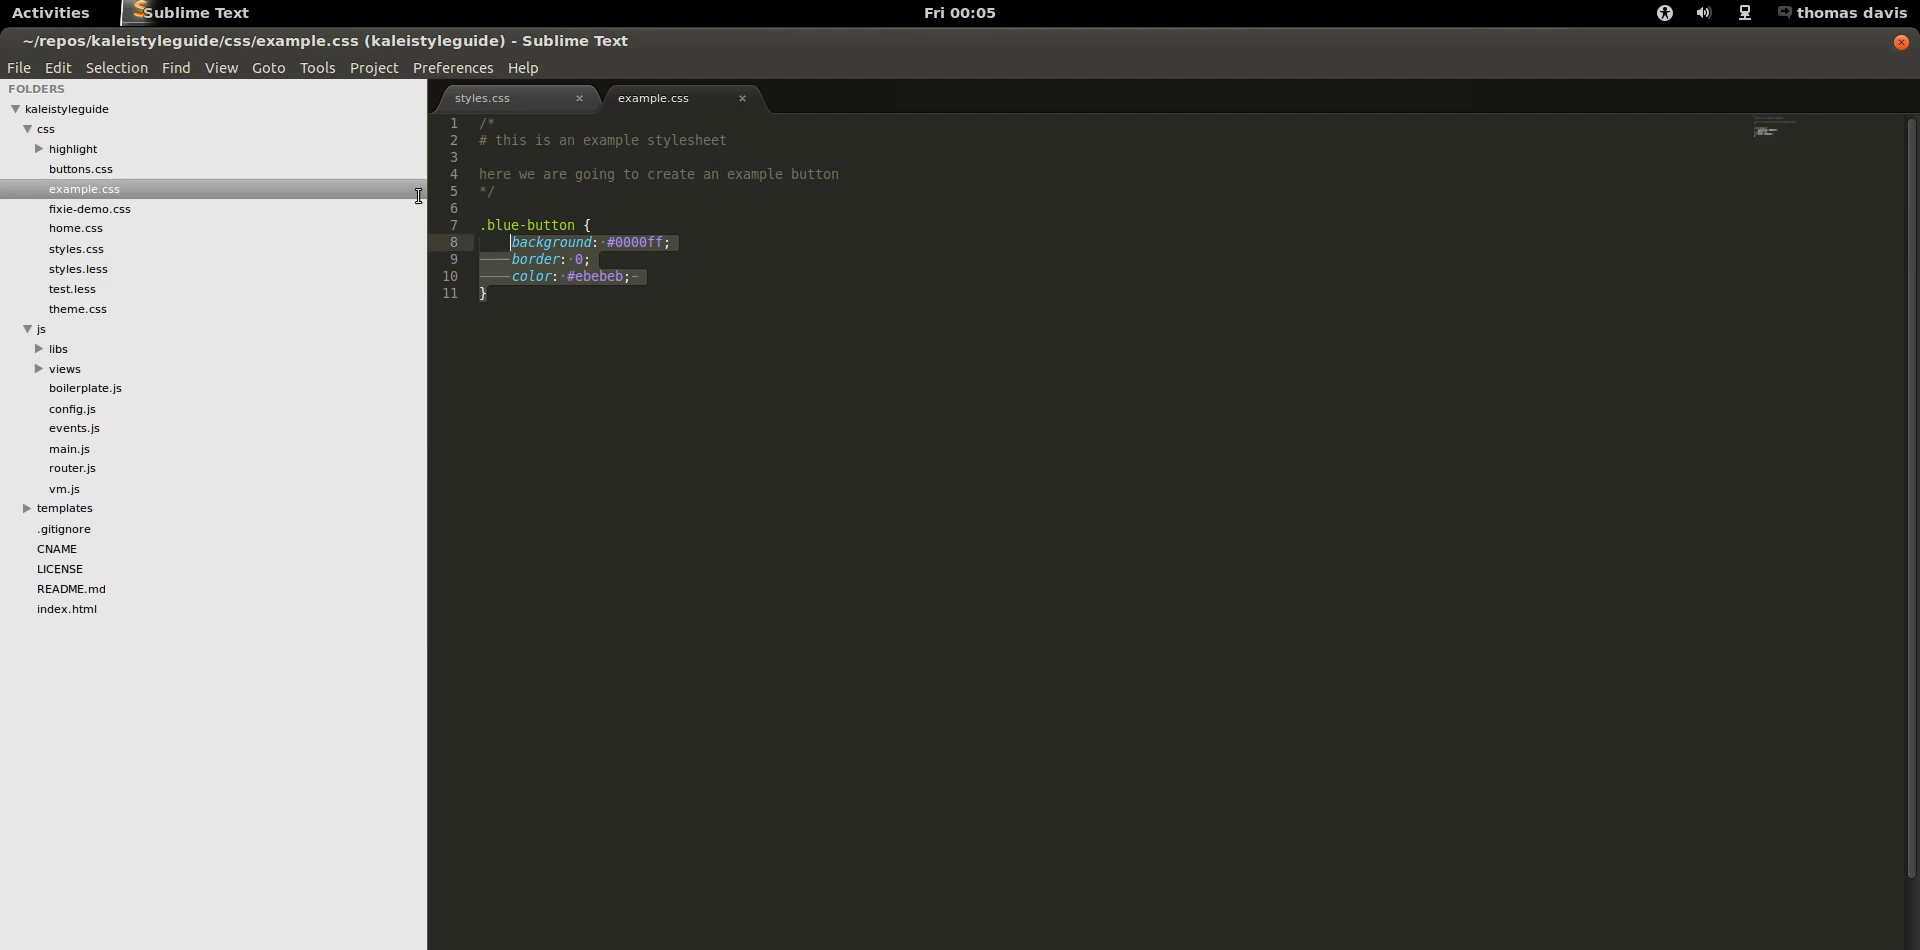 Activities Sublime Text Fri 00:05 thomas davis
~/repos/kaleistyleguide/css/example.css (kaleistyleguide) - Sublime Text
File Edit Selection Find View Goto Tools Project Preferences Help
FOLDERS
kaleistyleguide
css
highlight
buttons.css
example.css
fixie-demo.css
home.css
styles.css
styles.less
test.less
theme.css
js
libs
views
boilerplate.js
config.js
events.js
main.js
router.js
vm.js
templates
.gitignore
CNAME
LICENSE
README.md
index.html
styles.css example.css
1 /*
2 # this is an example stylesheet
3
4 here we are going to create an example button
5 */
6
7 .blue-button {
8 background: #0000ff;
9 border: 0;
10 color: #ebebeb;
11 }